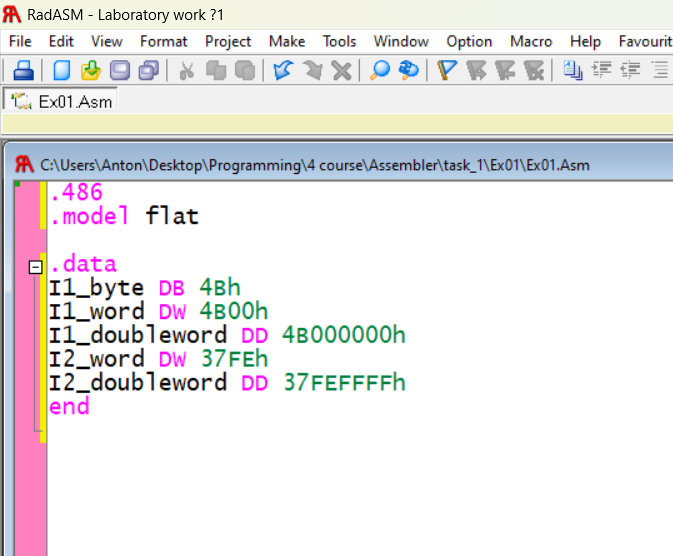 RadASM - Laboratory work ?1
File Edit View Format Project Make Tools Window Option Macro Help Favourit
Ex01.Asm
C:\Users\Anton\Desktop\Programming\4 course\Assembler\task_1\Ex01\Ex01.Asm
.486
.model flat
.data
I1_byte DB 4Bh
I1_word DW 4B00h
I1_doubleword DD 4B000000h
I2_word DW 37FEh
I2_doubleword DD 37FEFFFFh
end